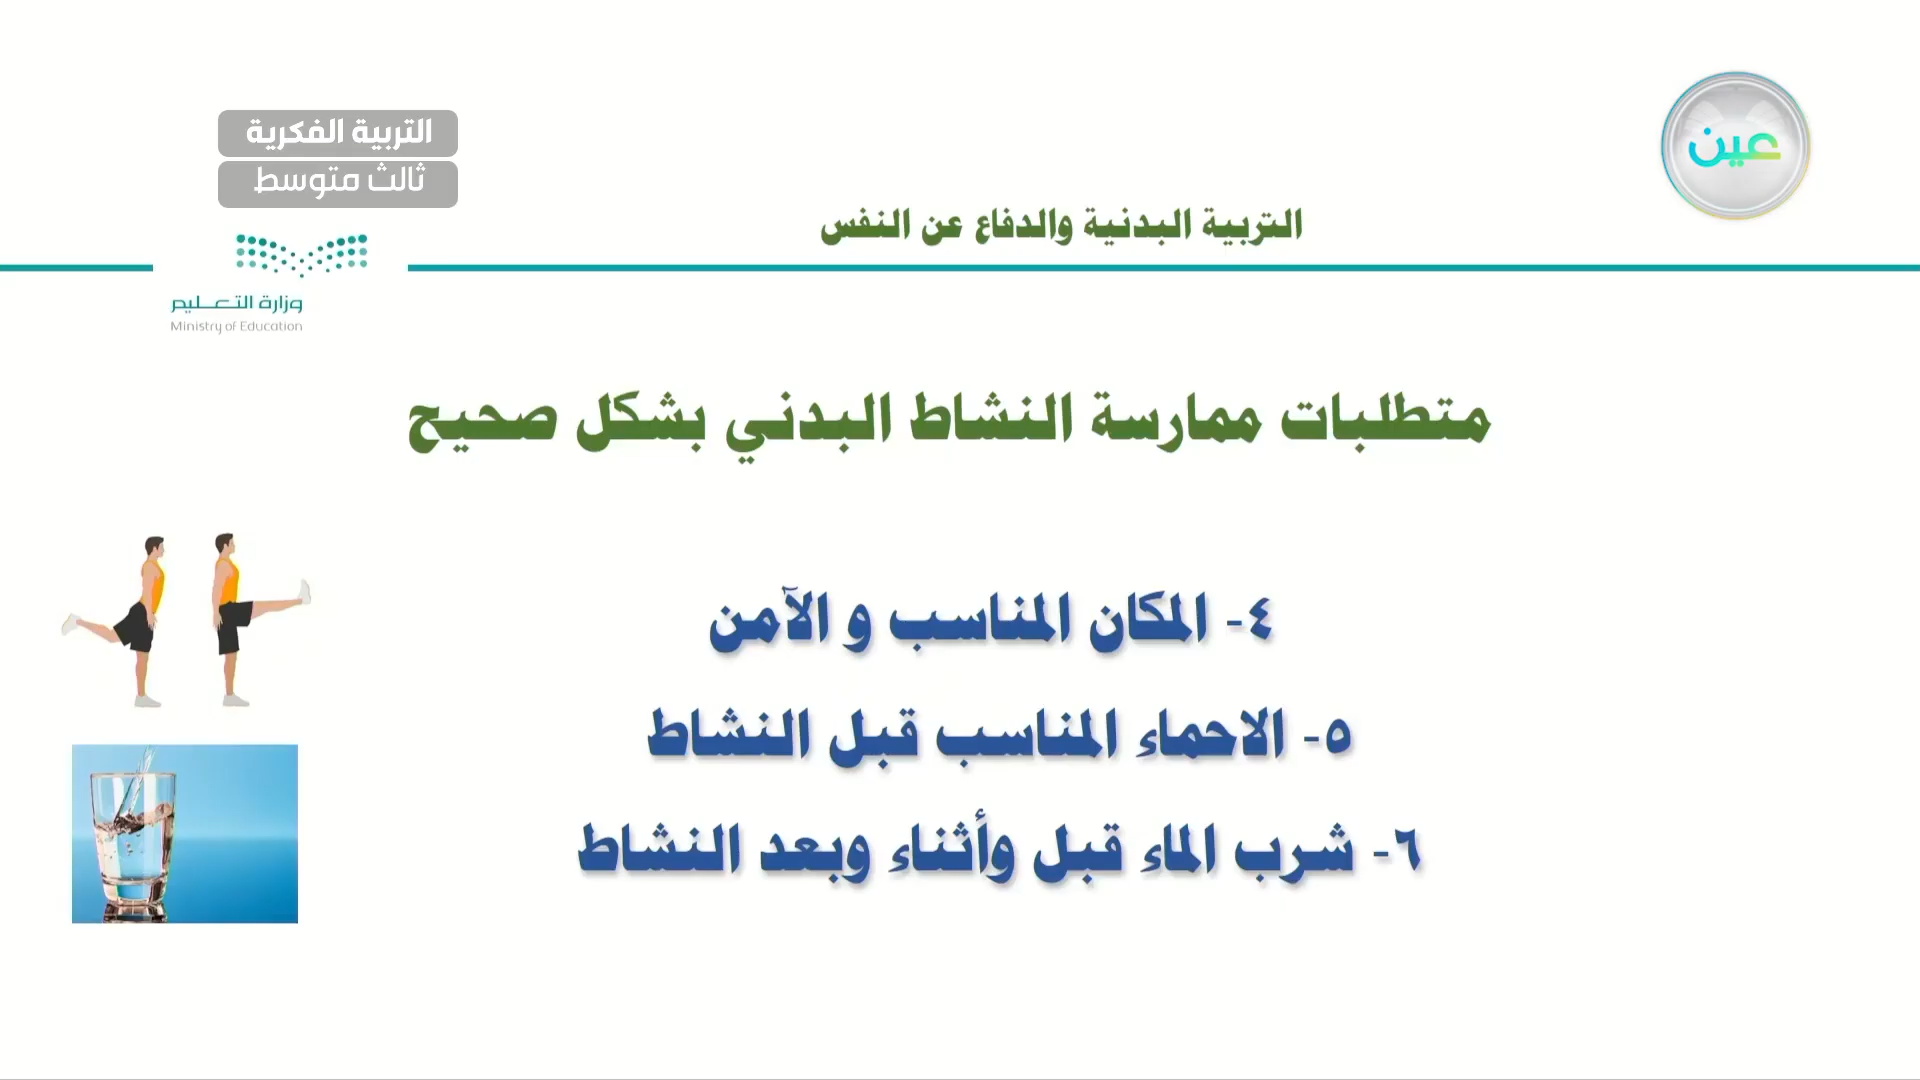 التربية الفكرية
ثالث متوسط
عين
التربية البدنية والدفاع عن النفس
وزارة التعليم
Ministry of Education
متطلبات ممارسة النشاط البدني بشكل صحيح
٤- المكان المناسب و الآمن
٥- الاحماء المناسب قبل النشاط
٦- شرب الماء قبل وأثناء وبعد النشاط